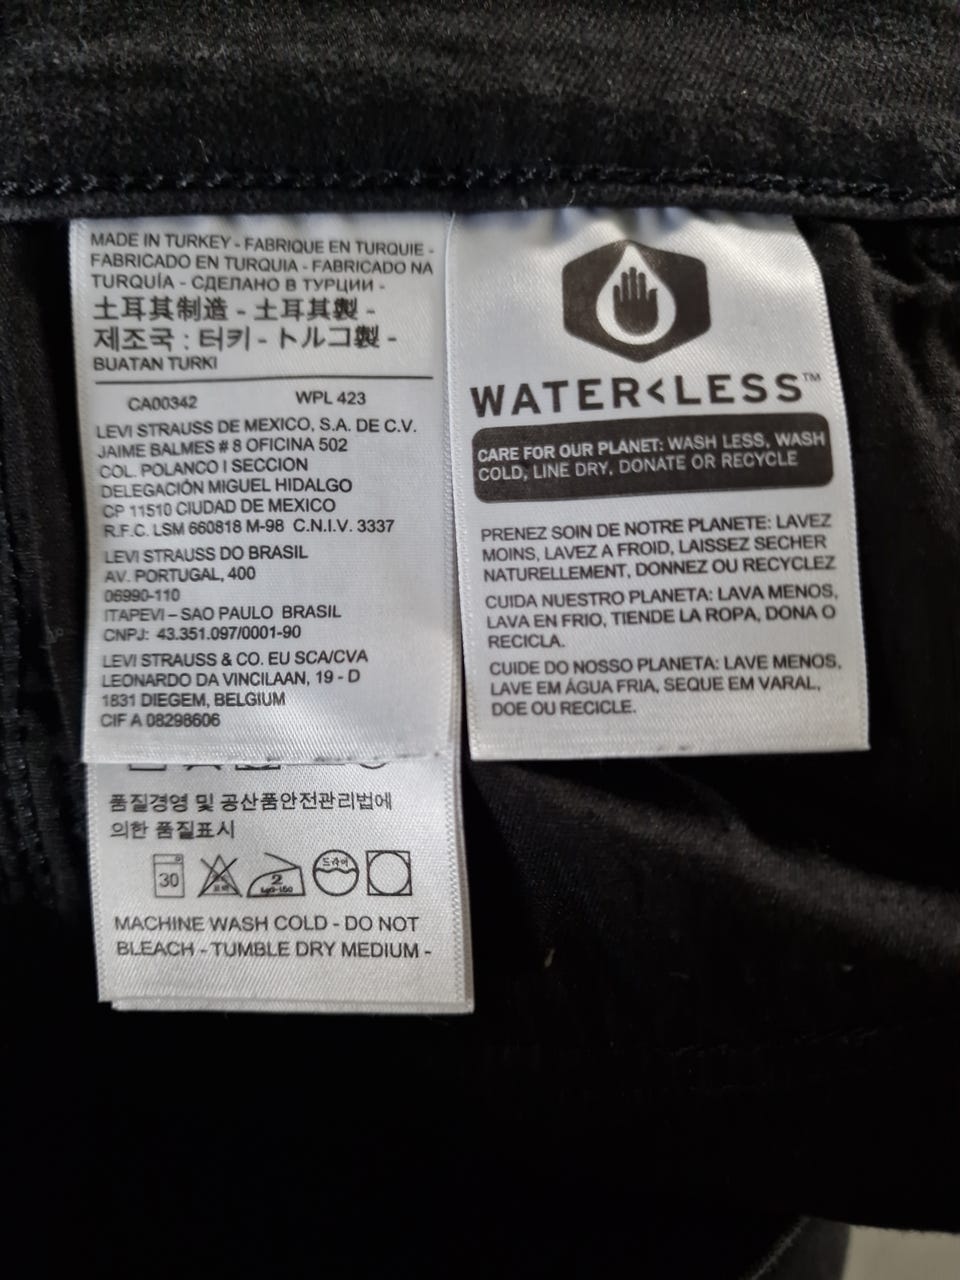 MADE IN TURKEY - FABRIQUE EN TURQUIE -
FABRICADO EN TURQUIA - FABRICADO NA
TURQUÍA - СДЕЛАНО В ТУРЦИИ -
土耳其制造 - 土耳其製 -
제조국 : 터키 - トルコ製 -
BUATAN TURKI
CA00342 WPL 423
LEVI STRAUSS DE MEXICO, S.A. DE C.V.
JAIME BALMES # 8 OFICINA 502
COL. POLANCO I SECCION
DELEGACIÓN MIGUEL HIDALGO
CP 11510 CIUDAD DE MEXICO
R.F.C. LSM 660818 M-98 C.N.I.V. 3337
LEVI STRAUSS DO BRASIL
AV. PORTUGAL, 400
06990-110
ITAPEVI – SAO PAULO BRASIL
CNPJ: 43.351.097/0001-90
LEVI STRAUSS & CO. EU SCA/CVA
LEONARDO DA VINCILAAN, 19 - D
1831 DIEGEM, BELGIUM
CIF A 08298606
품질경영 및 공산품안전관리법에
의한 품질표시
30 2 드라이
MACHINE WASH COLD - DO NOT
BLEACH - TUMBLE DRY MEDIUM -
WATER<LESS™
CARE FOR OUR PLANET: WASH LESS, WASH
COLD, LINE DRY, DONATE OR RECYCLE
PRENEZ SOIN DE NOTRE PLANETE: LAVEZ
MOINS, LAVEZ A FROID, LAISSEZ SECHER
NATURELLEMENT, DONNEZ OU RECYCLEZ
CUIDA NUESTRO PLANETA: LAVA MENOS,
LAVA EN FRIO, TIENDE LA ROPA, DONA O
RECICLA.
CUIDE DO NOSSO PLANETA: LAVE MENOS,
LAVE EM ÁGUA FRIA, SEQUE EM VARAL,
DOE OU RECICLE.